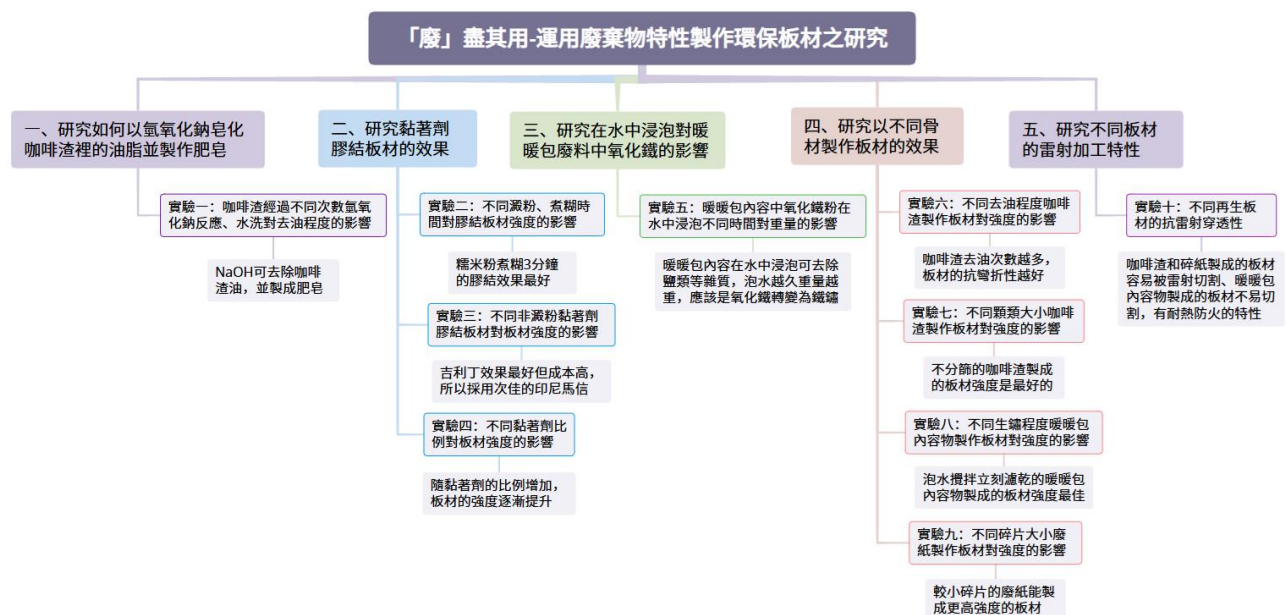 「廢」盡其用-運用廢棄物特性製作環保板材之研究
一、研究如何以氫氧化鈉皂化
咖啡渣裡的油脂並製作肥皂
實驗一：咖啡渣經過不同次數氫氧
化鈉反應、水洗對去油程度的影響
NaOH可去除咖啡
渣油，並製成肥皂
二、研究黏著劑
膠結板材的效果
實驗二：不同澱粉、煮糊時
間對膠結板材強度的影響
糯米粉煮糊3分鐘
的膠結效果最好
實驗三：不同非澱粉黏著劑
膠結板材對板材強度的影響
吉利丁效果最好但成本高，
所以採用次佳的印尼馬信
實驗四：不同黏著劑比
例對板材強度的影響
隨黏著劑的比例增加，
板材的強度逐漸提升
三、研究在水中浸泡對暖
暖包廢料中氧化鐵的影響
實驗五：暖暖包內容中氧化鐵粉在
水中浸泡不同時間對重量的影響
暖暖包內容在水中浸泡可去除
鹽類等雜質，泡水越久重量越
重，應該是氧化鐵轉變為鐵鏽
四、研究以不同骨
材製作板材的效果
實驗六：不同去油程度咖啡
渣製作板材對強度的影響
咖啡渣去油次數越多，
板材的抗彎折性越好
實驗七：不同顆類大小咖啡
渣製作板材對強度的影響
不分篩的咖啡渣製成
的板材強度是最好的
實驗八：不同生鏽程度暖暖包
內容物製作板材對強度的影響
泡水攪拌立刻濾乾的暖暖包
內容物製成的板材強度最佳
實驗九：不同碎片大小廢
紙製作板材對強度的影響
較小碎片的廢紙能製
成更高強度的板材
五、研究不同板材
的雷射加工特性
實驗十：不同再生板
材的抗雷射穿透性
咖啡渣和碎紙製成的板材
容易被雷射切割、暖暖包
內容物製成的板材不易切
割，有耐熱防火的特性